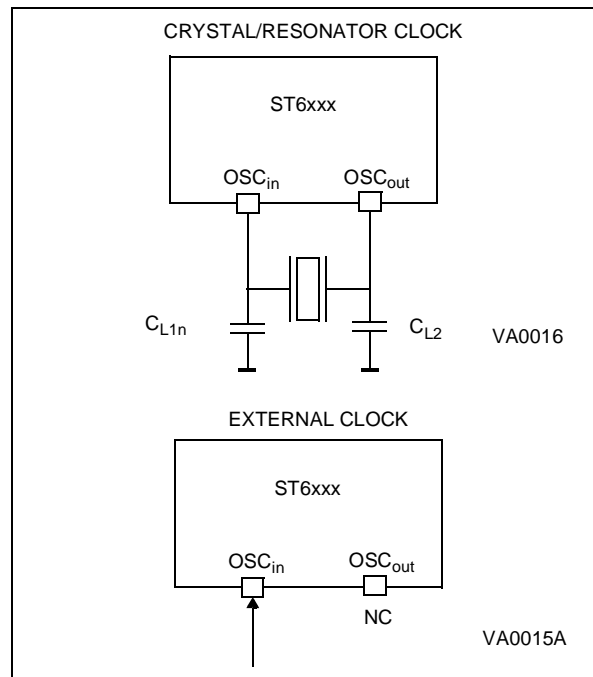 CRYSTAL/RESONATOR CLOCK
ST6xxx
OSCin OSCout
CL1n CL2 VA0016
EXTERNAL CLOCK
ST6xxx
OSCin OSCout
NC
VA0015A